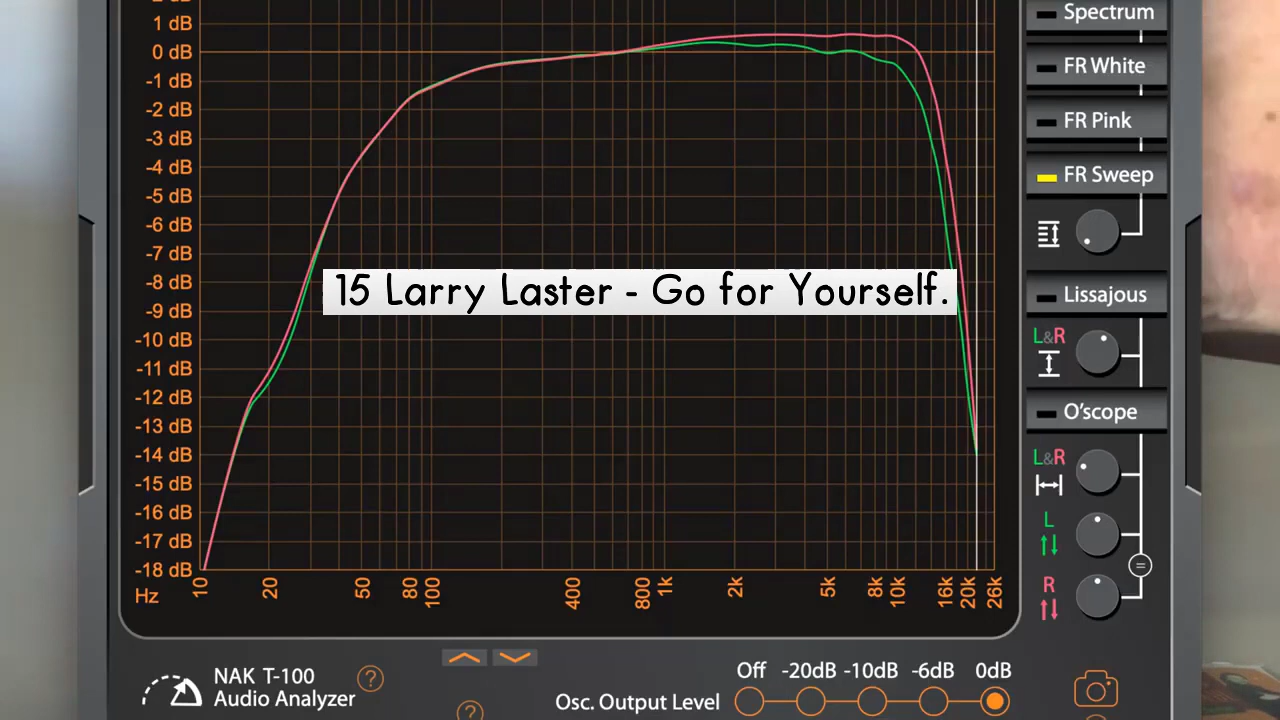 1 dB
0 dB
-1 dB
-2 dB
-3 dB
-4 dB
-5 dB
-6 dB
-7 dB
-8 dB
-9 dB
-10 dB
-11 dB
-12 dB
-13 dB
-14 dB
-15 dB
-16 dB
-17 dB
-18 dB
Hz
10
20
50
80
100
400
800
1k
2k
5k
8k
10k
16k
20k
26k
15 Larry Laster - Go for Yourself.
Spectrum
FR White
FR Pink
FR Sweep
Lissajous
L&R
O'scope
L&R
L
R
=
NAK T-100
Audio Analyzer
?
?
Off -20dB -10dB -6dB 0dB
Osc. Output Level